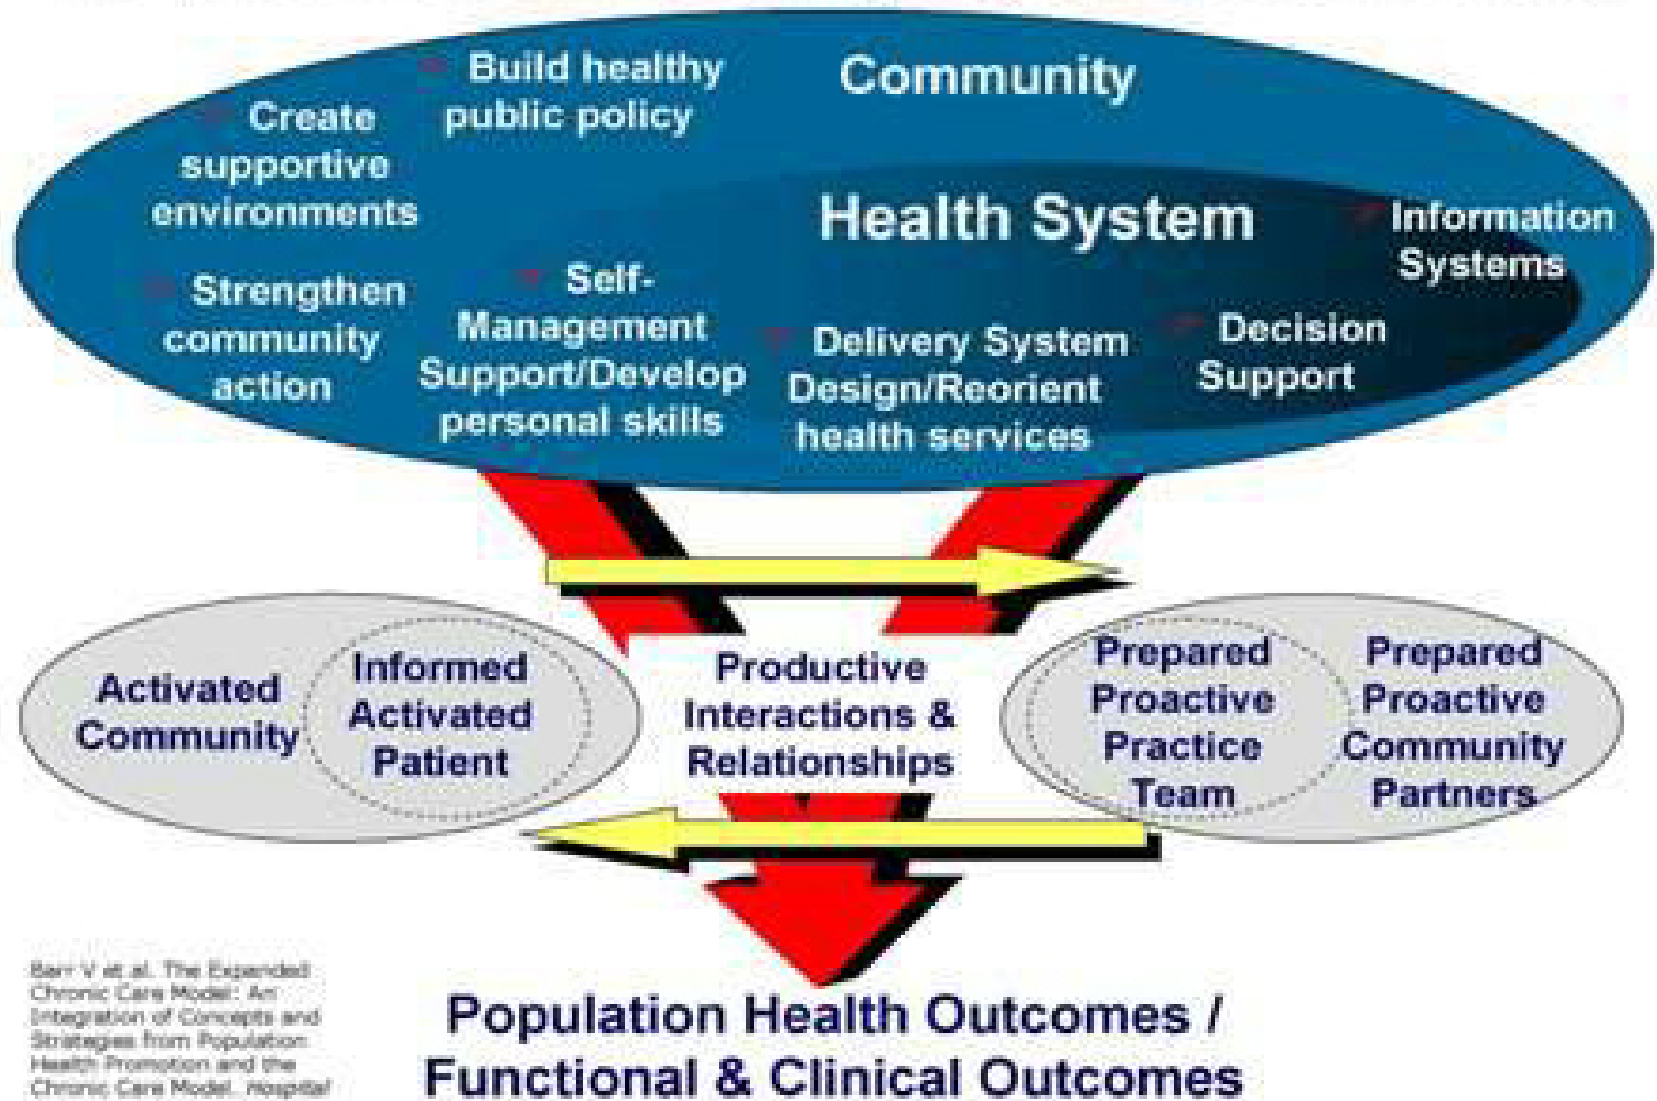 Community
Build healthy
public policy
Create
supportive
environments
Strengthen
community
action
Health System
Self-
Management
Support/Develop
personal skills
Delivery System
Design/Reorient
health services
Decision
Support
Information
Systems
Activated
Community
Informed
Activated
Patient
Productive
Interactions &
Relationships
Prepared
Proactive
Practice
Team
Prepared
Proactive
Community
Partners
Population Health Outcomes /
Functional & Clinical Outcomes
Barr V et al. The Expanded
Chronic Care Model: An
Integration of Concepts and
Strategies from Population
Health Promotion and the
Chronic Care Model. Hospital